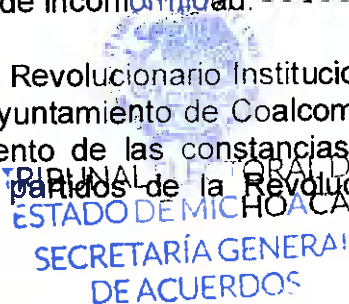 de incomformidad.
Revolucionario Institucio
yuntamiento de Coalcom
ento de las constancias
partidos de la Revoluc
TRIBUNAL ELECTORAL D
ESTADO DE MICHOACA
SECRETARÍA GENERAL
DE ACUERDOS